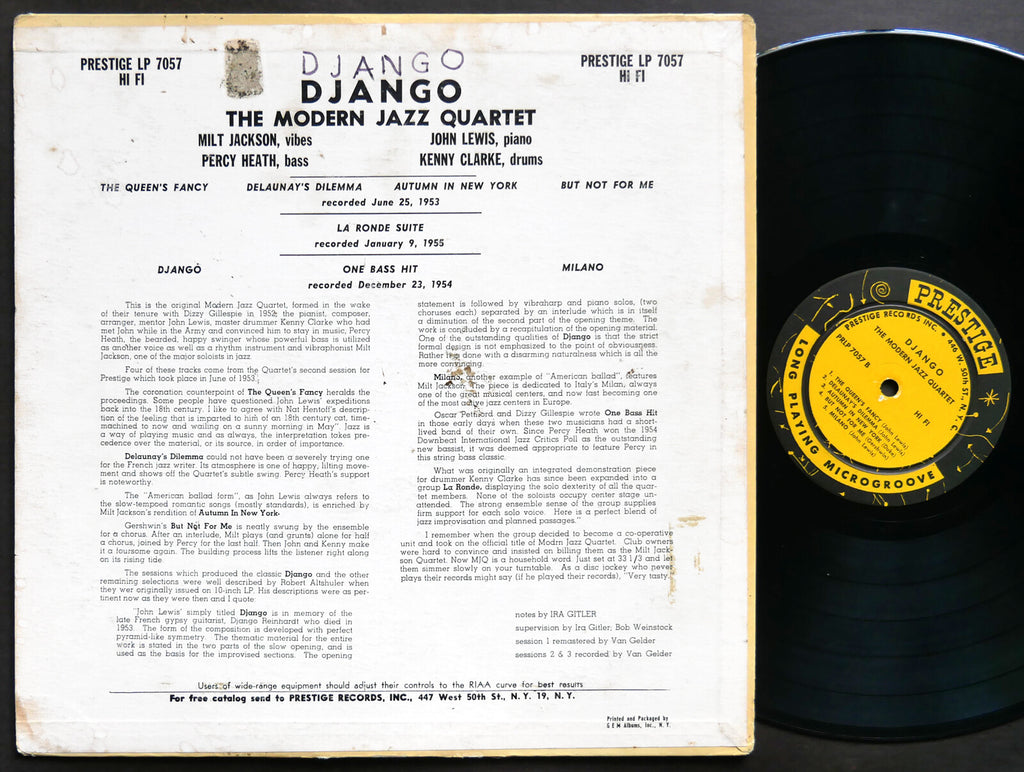 PRESTIGE LP 7057
HI FI
DJANGO
DJANGO
PRESTIGE LP 7057
HI FI
THE MODERN JAZZ QUARTET
MILT JACKSON, vibes JOHN LEWIS, piano
PERCY HEATH, bass KENNY CLARKE, drums
THE QUEEN'S FANCY DELAUNAY'S DILEMMA AUTUMN IN NEW YORK BUT NOT FOR ME
recorded June 25, 1953
LA RONDE SUITE
recorded January 9, 1955
DJANGO ONE BASS HIT MILANO
recorded December 23, 1954
This is the original Modern Jazz Quartet, formed in the wake
of their tenure with Dizzy Gillespie in 1952; the pianist, composer,
arranger, mentor John Lewis, master drummer Kenny Clarke who had
met John while in the Army and convinced him to stay in music, Percy
Heath, the bearded, happy swinger whose powerful bass is utilized
as another voice as well as a rhythm instrument and vibraphonist Milt
Jackson, one of the major soloists in jazz.
Four of these tracks come from the Quartet's second session for
Prestige which took place in June of 1953.
The coronation counterpoint of The Queen's Fancy heralds the
proceedings. Some people have questioned John Lewis' expeditions
back into the 18th century. I like to agree with Nat Hentoff's descrip-
tion of the feeling that is imparted to him of an 18th century cat, time-
machined to now and wailing on a sunny morning in May". Jazz is
a way of playing music and as always, the interpretation takes pre-
cedence over the material, or its source, in order of importance.
Delaunay's Dilemma could not have been a severely trying one
for the French jazz writer. Its atmosphere is one of happy, lilting move-
ment and shows off the Quartet's subtle swing. Percy Heath's support
is noteworthy.
The "American ballad form", as John Lewis always refers to
the slow-tempoed romantic songs (mostly standards), is enriched by
Milt Jackson's rendition of Autumn In New York.
Gershwin's But Not For Me is neatly swung by the ensemble
for a chorus. After an interlude, Milt plays (and grunts) alone for half
a chorus, joined by Percy for the last half. Then John and Kenny make
it a foursome again. The building process lifts the listener right along
on its rising tide.
The sessions which produced the classic Django and the other
remaining selections were well described by Robert Altshuler when
they wer originally issued on 10-inch LP. His descriptions were as per-
tinent now as they were then and I quote:
"John Lewis' simply titled Django is in memory of the
late French gypsy guitarist, Django Reinhardt who died in
1953. The form of the composition is developed with perfect
pyramid-like symmetry. The thematic material for the entire
work is stated in the two parts of the slow opening, and is
used as the basis for the improvised sections. The opening
statement is followed by vibraharp and piano solos, (two
choruses each) separated by an interlude which is in itself
a diminution of the second part of the opening theme. The
work is concluded by a recapitulation of the opening material.
One of the outstanding qualities of Django is that the strict
formal design is not emphasized to the point of obviousness.
Rather its done with a disarming naturalness which is all the
more convincing.
Milano, another example of "American ballad", features
Milt Jackson. The piece is dedicated to Italy's Milan, always
one of the great musical centers, and now fast becoming one
of the most active jazz centers in Europe.
Oscar Pettiford and Dizzy Gillespie wrote One Bass Hit
in those early days when these two musicians had a short-
lived band of their own. Since Percy Heath has won the 1954
Downbeat International Jazz Critics Poll as the outstanding
new bassist, it was deemed appropriate to feature Percy in
this string bass classic.
What was originally an integrated demonstration piece
for drummer Kenny Clarke has since been expanded into a
group La Ronde, displaying the solo dexterity of all the quar-
tet members. None of the soloists occupy center stage un-
attended. The strong ensemble sense of the group supplies
firm support for each solo voice. Here is a perfect blend of
jazz improvisation and planned passages."
I remember when the group decided to become a co-operative
unit and took on the official title of Modrn Jazz Quartet. Club owners
were hard to convince and insisted on billing them as the Milt Jack-
son Quartet. Now MJQ is a household word. Just set at 33 1/3 and let
them simmer slowly on your turntable. As a disc jockey who never
plays their records might say (if he played their records), "Very tasty.
notes by IRA GITLER
supervision by Ira Gitler; Bob Weinstock
session 1 remastered by Van Gelder
sessions 2 & 3 recorded by Van Gelder
Users of wide-range equipment should adjust their controls to the RIAA curve for best results
For free catalog send to PRESTIGE RECORDS, INC., 447 West 50th St., N. Y. 19, N. Y.
Printed and Packaged by
G E M Albums, Inc., N. Y.
PRESTIGE
LONG PLAYING MICROGROOVE
PRESTIGE RECORDS INC. • 446 W. 50th ST., N.Y.C.
DJANGO
THE MODERN JAZZ QUARTET
PRLP 7057 B
HI FI
1. THE QUEEN'S FANCY (John Lewis)
2. DELAUNAY'S DILEMMA (John Lewis)
3. AUTUMN IN NEW YORK (Duke)
4. BUT NOT FOR ME (Gershwin)
5. MILANO (John Lewis)